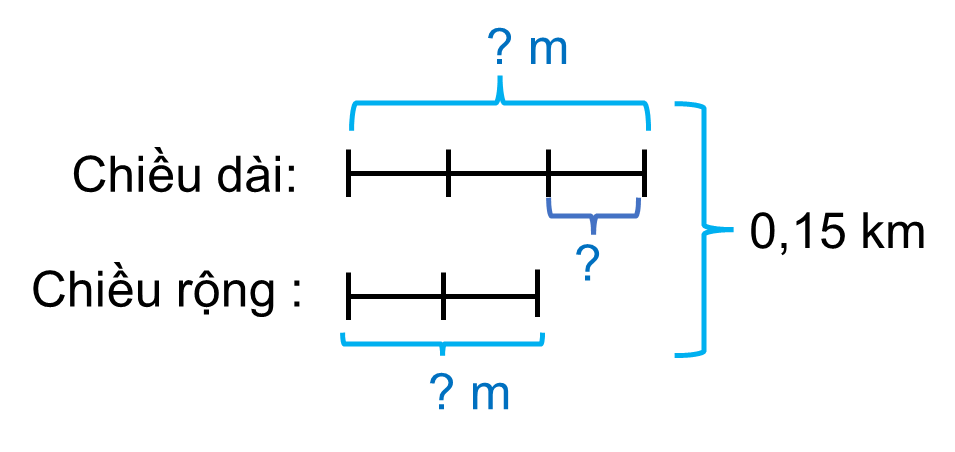 ? m
Chiều dài:
?
0,15 km
Chiều rộng :
? m